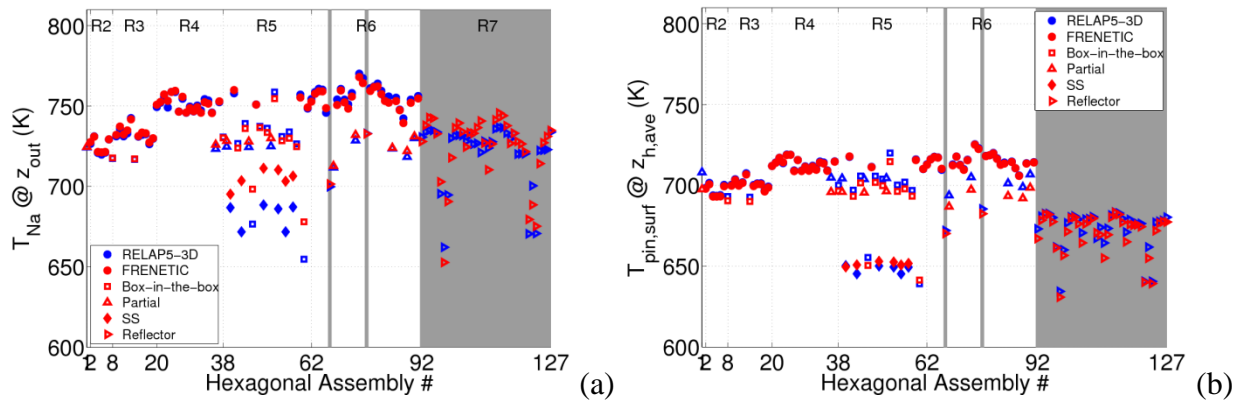 800
R2 R3 R4 R5 R6 R7
750
700
650
600
T_Na @ z_out (K)
RELAP5-3D
FRENETIC
Box-in-the-box
Partial
SS
Reflector
1 2 8 20 38 62 92 127
Hexagonal Assembly #
(a)
800
R2 R3 R4 R5 R6
750
700
650
600
T_pin,surf @ z_h,ave (K)
RELAP5-3D
FRENETIC
Box-in-the-box
Partial
SS
Reflector
1 2 8 20 38 62 92 127
Hexagonal Assembly #
(b)